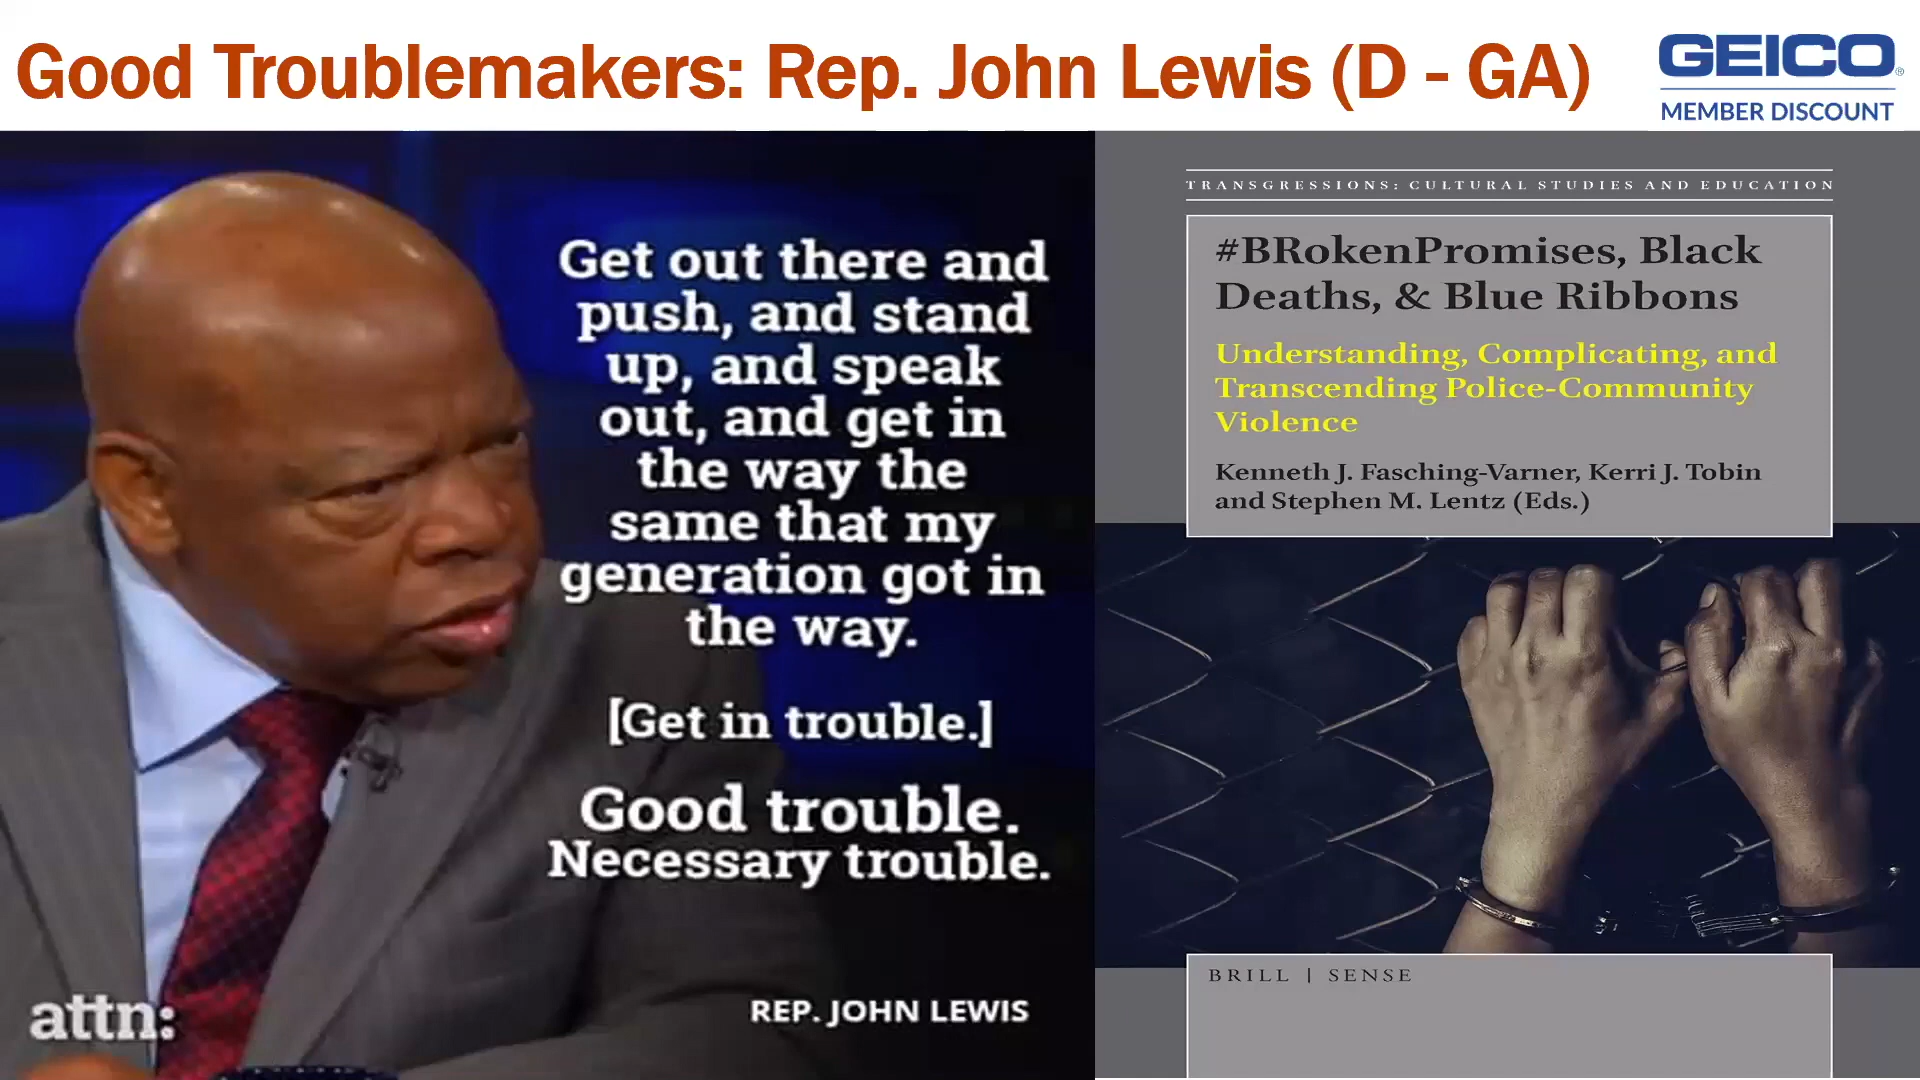 Good Troublemakers: Rep. John Lewis (D - GA)
GEICO®
MEMBER DISCOUNT
Get out there and
push, and stand
up, and speak
out, and get in
the way the
same that my
generation got in
the way.
[Get in trouble.]
Good trouble.
Necessary trouble.
REP. JOHN LEWIS
attn:
TRANSGRESSIONS: CULTURAL STUDIES AND EDUCATION
#BRokenPromises, Black
Deaths, & Blue Ribbons
Understanding, Complicating, and
Transcending Police-Community
Violence
Kenneth J. Fasching-Varner, Kerri J. Tobin
and Stephen M. Lentz (Eds.)
BRILL | SENSE